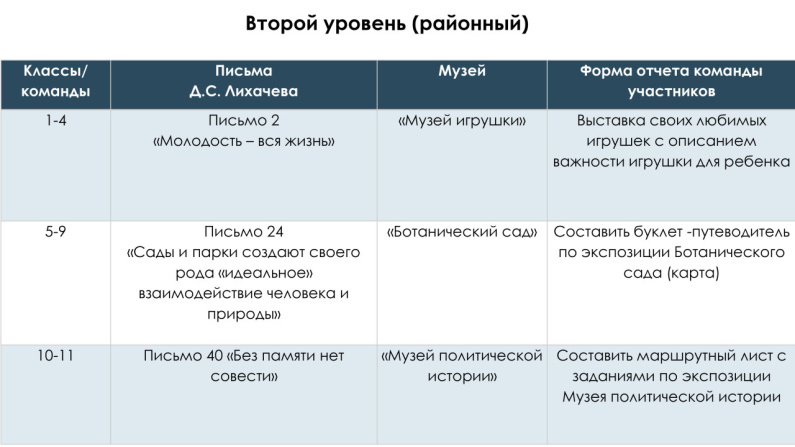 Второй уровень (районный)
Классы/
команды
Письма
Д.С. Лихачева
Музей
Форма отчета команды
участников
1-4
Письмо 2
«Молодость – вся жизнь»
«Музей игрушки»
Выставка своих любимых
игрушек с описанием
важности игрушки для ребенка
5-9
Письмо 24
«Сады и парки создают своего
рода «идеальное»
взаимодействие человека и
природы»
«Ботанический сад»
Составить буклет -путеводитель
по экспозиции Ботанического
сада (карта)
10-11
Письмо 40 «Без памяти нет
совести»
«Музей политической
истории»
Составить маршрутный лист с
заданиями по экспозиции
Музея политической истории